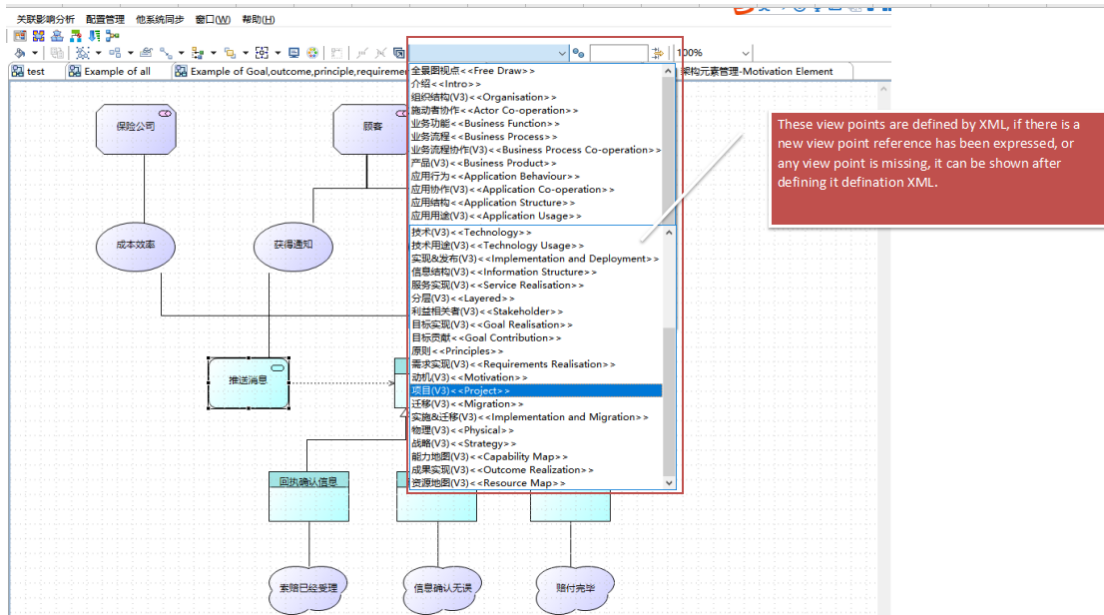 关联影响分析 配置管理 他系统同步 窗口(W) 帮助(H)
100%
test
Example of all
Example of Goal,outcome,principle,requireme
架构元素管理-Motivation Element
全景图视点<<Free Draw>>
介绍<<Intro>>
组织结构(V3)<<Organisation>>
施动者协作<<Actor Co-operation>>
业务功能<<Business Function>>
业务流程<<Business Process>>
业务流程协作(V3)<<Business Process Co-operation>>
产品(V3)<<Business Product>>
应用行为<<Application Behaviour>>
应用协作(V3)<<Application Co-operation>>
应用结构(V3)<<Application Structure>>
应用用途(V3)<<Application Usage>>
技术(V3)<<Technology>>
技术用途(V3)<<Technology Usage>>
实现&发布(V3)<<Implementation and Deployment>>
信息结构(V3)<<Information Structure>>
服务实现(V3)<<Service Realisation>>
分层(V3)<<Layered>>
利益相关者(V3)<<Stakeholder>>
目标实现(V3)<<Goal Realisation>>
目标贡献<<Goal Contribution>>
原则<<Principles>>
需求实现(V3)<<Requirements Realisation>>
动机(V3)<<Motivation>>
项目(V3)<<Project>>
迁移(V3)<<Migration>>
实施&迁移(V3)<<Implementation and Migration>>
物理(V3)<<Physical>>
战略(V3)<<Strategy>>
能力地图(V3)<<Capability Map>>
成果实现(V3)<<Outcome Realization>>
资源地图(V3)<<Resource Map>>
These view points are defined by XML, if there is a
new view point reference has been expressed, or
any view point is missing, it can be shown after
defining it defination XML.
保险公司
顾客
成本效率
获得通知
推送消息
回执确认信息
索赔已经受理
信息确认无误
赔付完毕